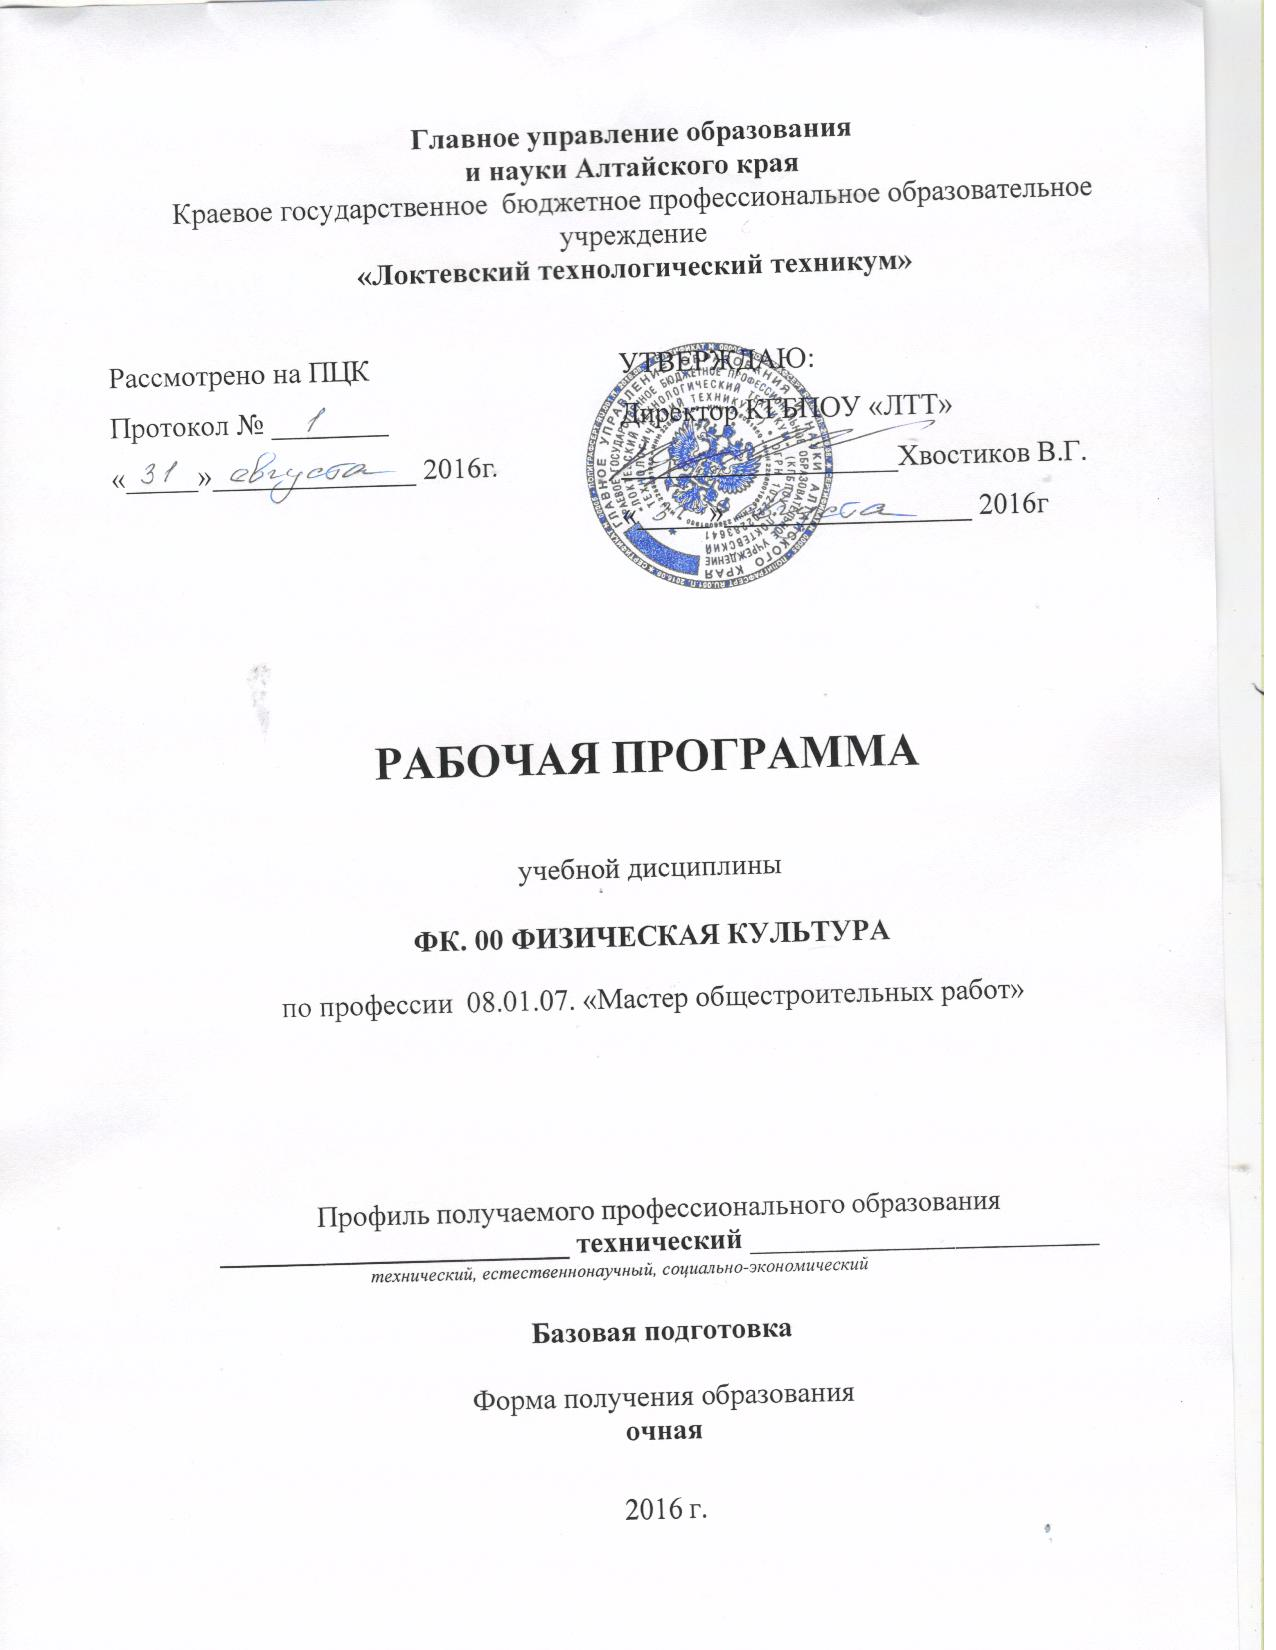 Главное управление образования
и науки Алтайского края
Краевое государственное бюджетное профессиональное образовательное
учреждение
«Локтевский технологический техникум»
Рассмотрено на ПЦК
Протокол № 1
« 31 » августа 2016г.
УТВЕРЖДАЮ:
Директор КГБПОУ «ЛТТ»
Хвостиков В.Г.
« » 2016г
РАБОЧАЯ ПРОГРАММА
учебной дисциплины
ФК. 00 ФИЗИЧЕСКАЯ КУЛЬТУРА
по профессии 08.01.07. «Мастер общестроительных работ»
Профиль получаемого профессионального образования
технический
технический, естественнонаучный, социально-экономический
Базовая подготовка
Форма получения образования
очная
2016 г.